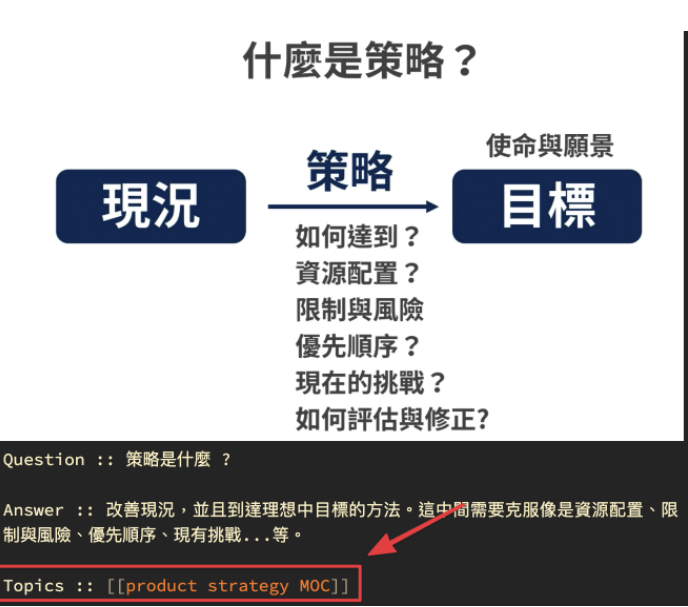 什麼是策略？
使命與願景
現況
策略
目標
如何達到？
資源配置？
限制與風險
優先順序？
現在的挑戰？
如何評估與修正?
Question :: 策略是什麼 ？
Answer :: 改善現況，並且到達理想中目標的方法。這中間需要克服像是資源配置、限
制與風險、優先順序、現有挑戰...等。
Topics :: [[product strategy MOC]]